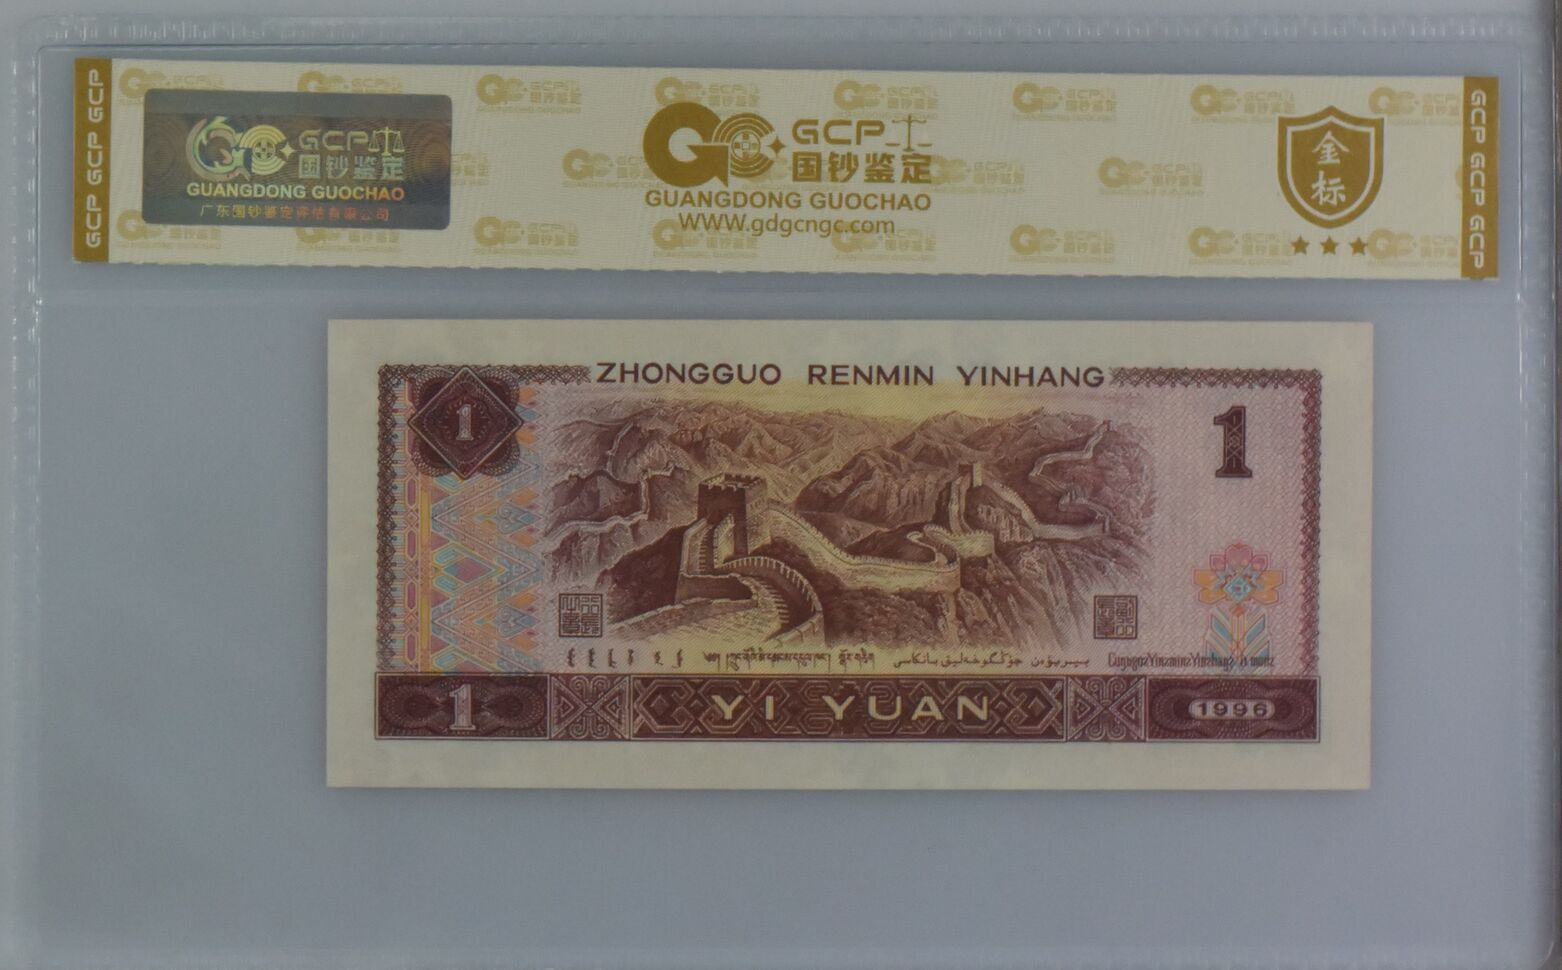 GCP GCP GCP
GCP
国钞鉴定
GUANGDONG GUOCHAO
广东国钞鉴定评估有限公司
GCP
国钞鉴定
GUANGDONG GUOCHAO
WWW.gdgcngc.com
金
标
GCP GCP GCP
ZHONGGUO RENMIN YINHANG
1
1
1
YI YUAN
1996